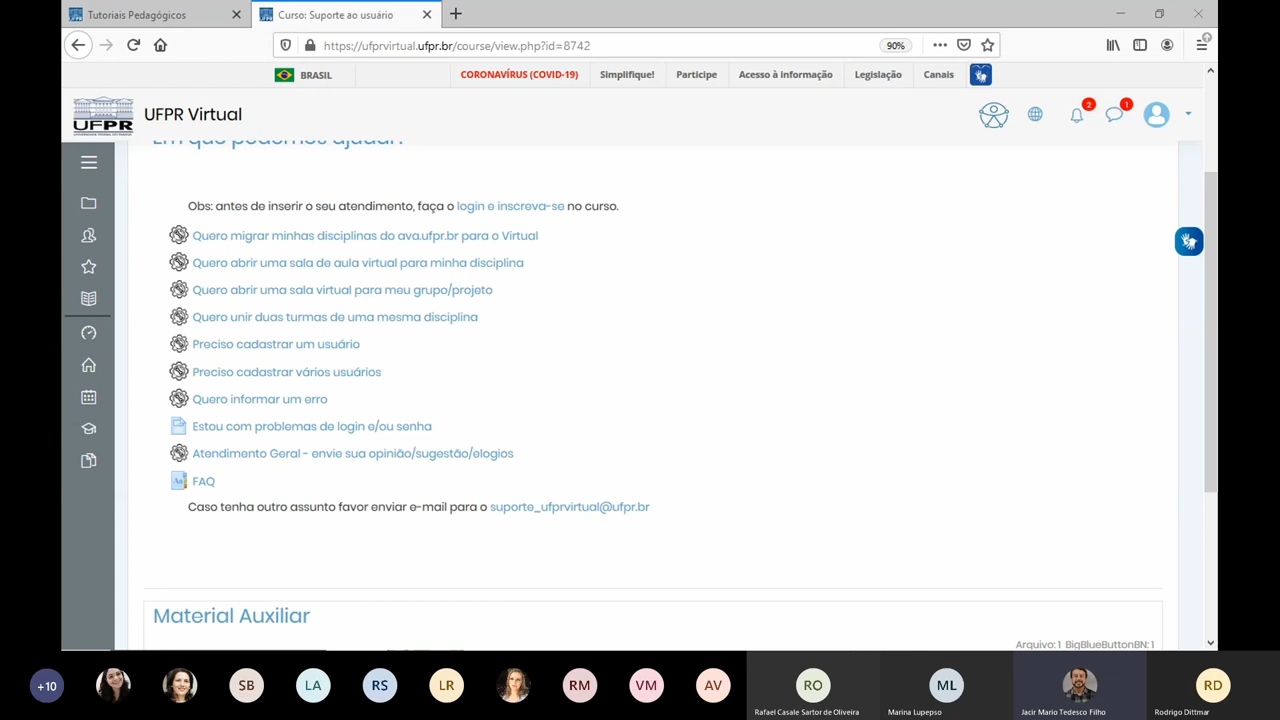 Tutoriais Pedagógicos
Curso: Suporte ao usuário
https://ufprvirtual.ufpr.br/course/view.php?id=8742
90%
BRASIL
CORONAVÍRUS (COVID-19)
Simplifique!
Participe
Acesso à informação
Legislação
Canais
UFPR
UFPR Virtual
2
1
Em que podemos ajudar?
Obs: antes de inserir o seu atendimento, faça o login e inscreva-se no curso.
Quero migrar minhas disciplinas do ava.ufpr.br para o Virtual
Quero abrir uma sala de aula virtual para minha disciplina
Quero abrir uma sala virtual para meu grupo/projeto
Quero unir duas turmas de uma mesma disciplina
Preciso cadastrar um usuário
Preciso cadastrar vários usuários
Quero informar um erro
Estou com problemas de login e/ou senha
Atendimento Geral - envie sua opinião/sugestão/elogios
FAQ
Caso tenha outro assunto favor enviar e-mail para o suporte_ufprvirtual@ufpr.br
Material Auxiliar
Arquivo: 1 BigBlueButtonBN: 1
+10
SB
LA
RS
LR
RM
VM
AV
RO
ML
RD
Rafael Casale Sartor de Oliveira
Marina Lupepso
Jacir Mario Tedesco Filho
Rodrigo Dittmar